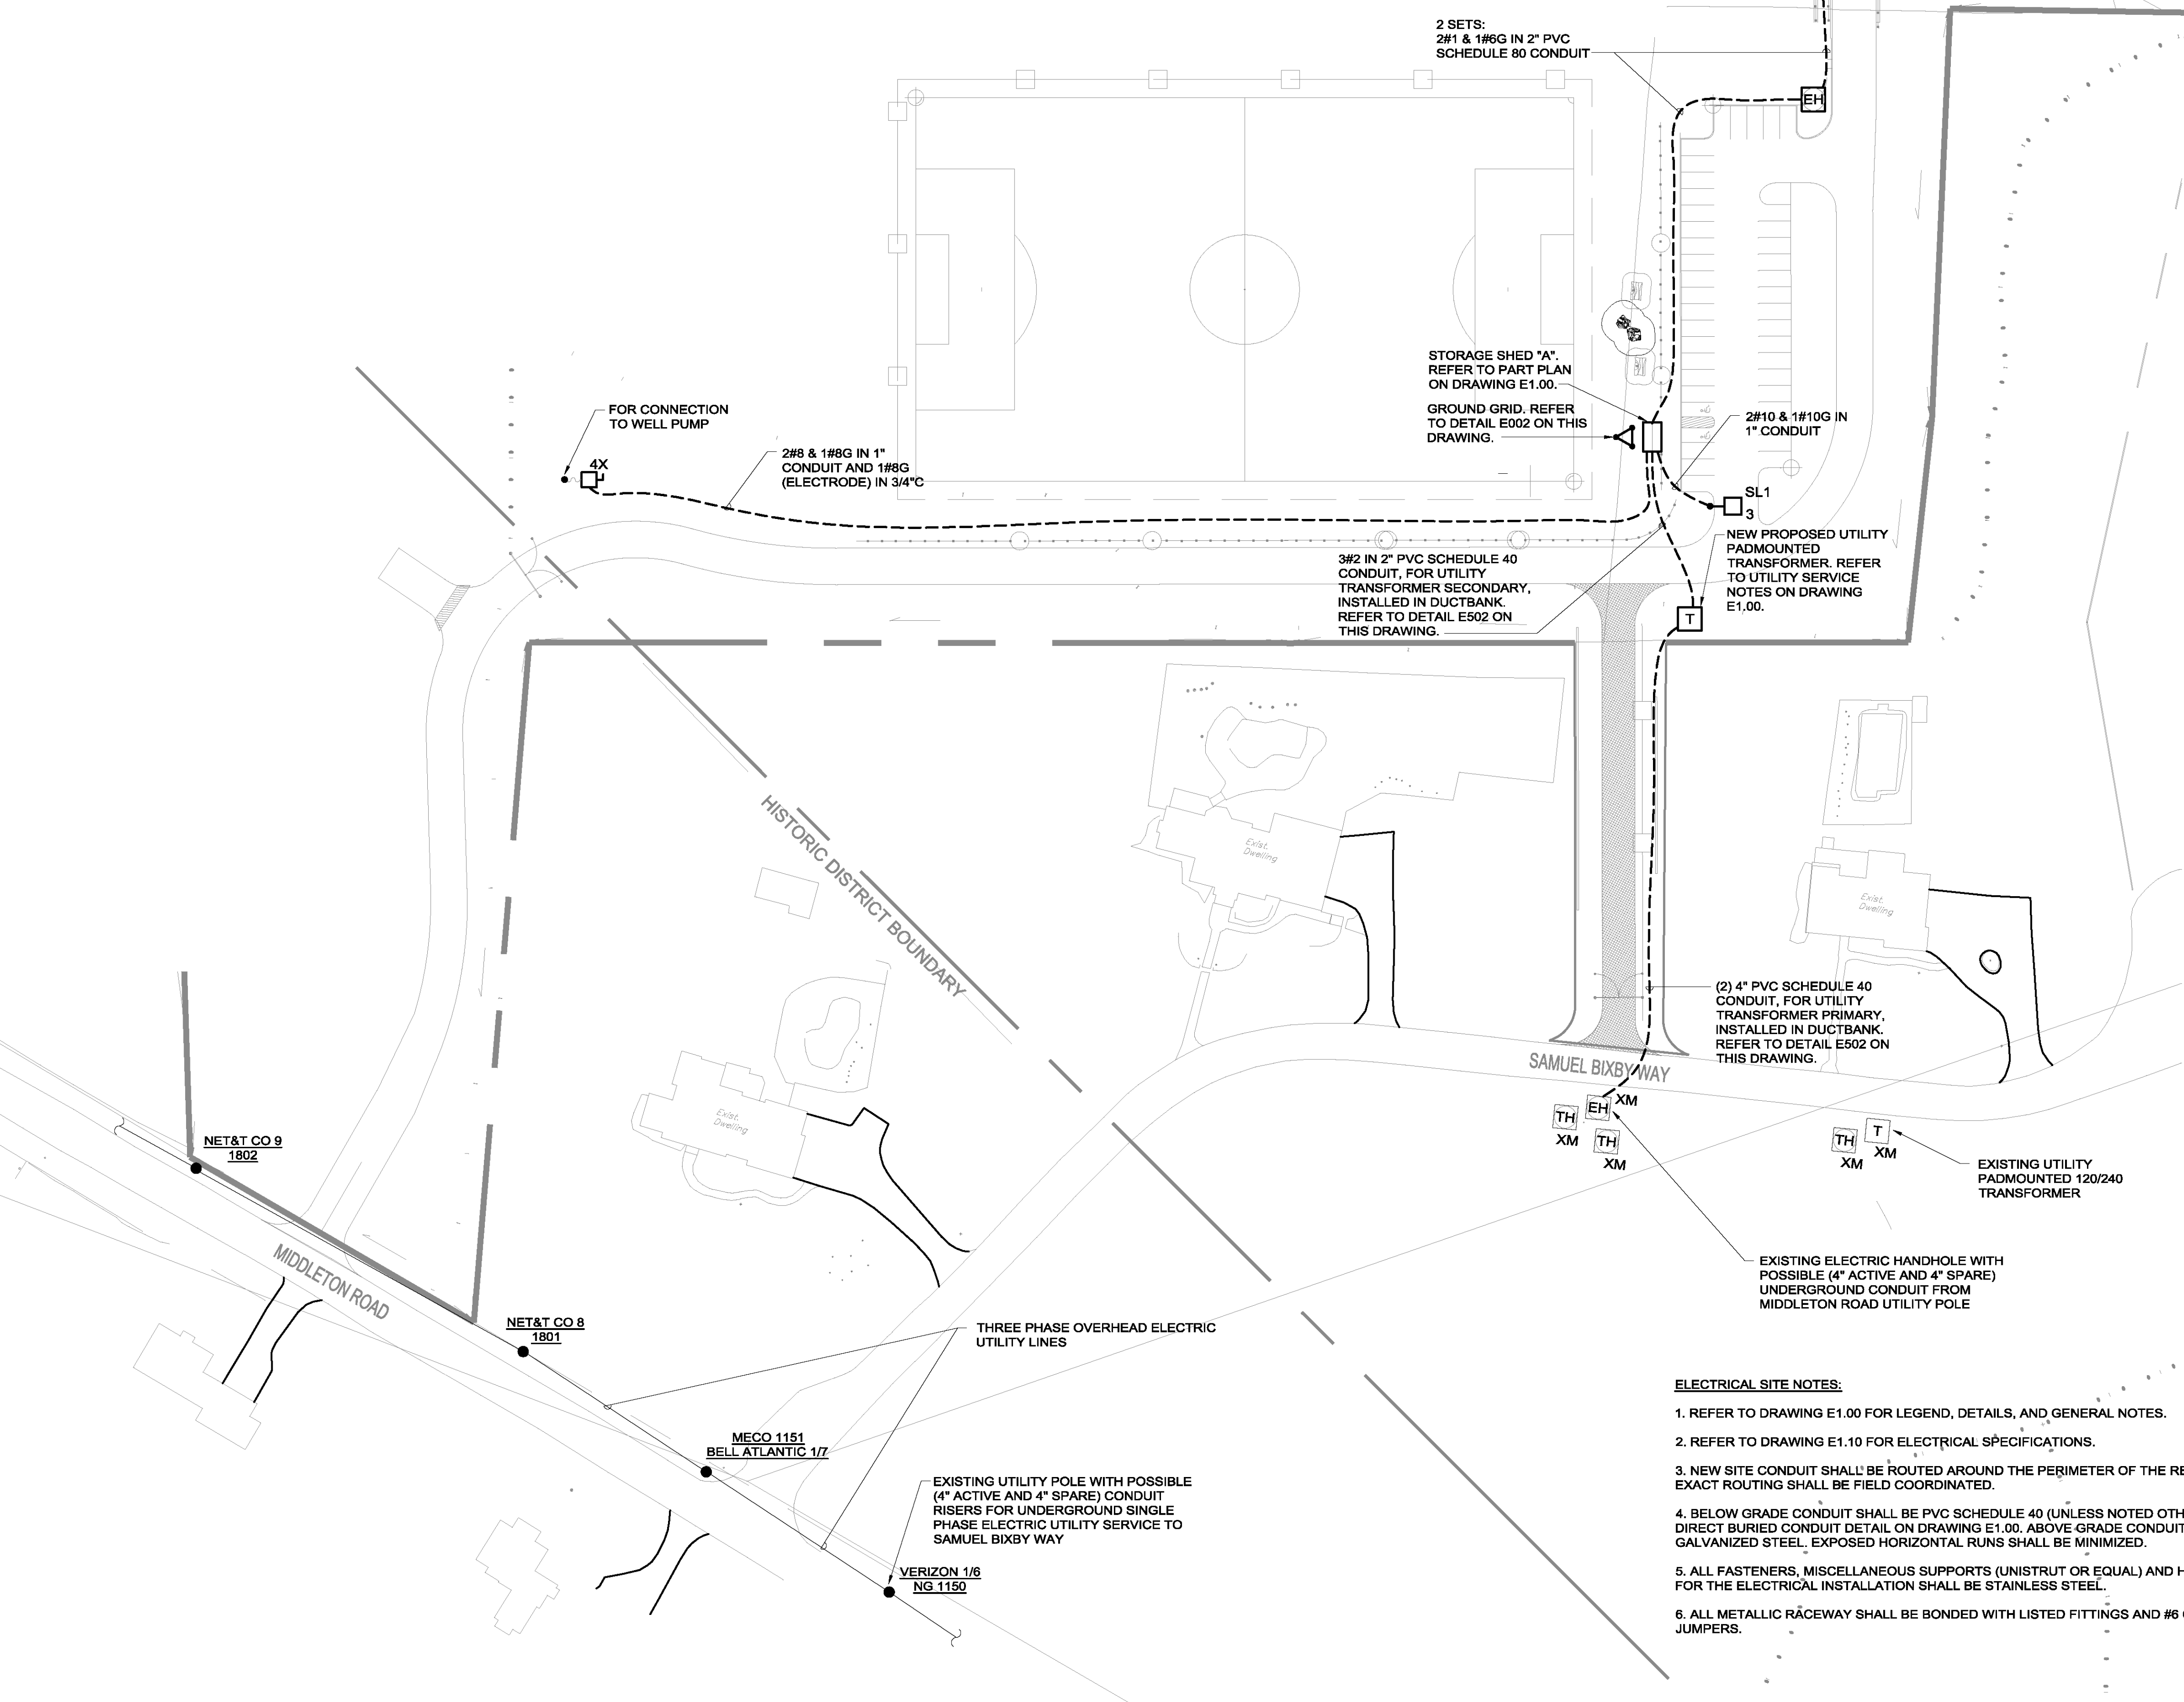 2 SETS:
2#1 & 1#6G IN 2" PVC
SCHEDULE 80 CONDUIT
EH
STORAGE SHED "A".
REFER TO PART PLAN
ON DRAWING E1.00.
GROUND GRID. REFER
TO DETAIL E002 ON THIS
DRAWING.
2#10 & 1#10G IN
1" CONDUIT
FOR CONNECTION
TO WELL PUMP
4X
2#8 & 1#8G IN 1"
CONDUIT AND 1#8G
(ELECTRODE) IN 3/4"C
SL1
3
NEW PROPOSED UTILITY
PADMOUNTED
TRANSFORMER. REFER
TO UTILITY SERVICE
NOTES ON DRAWING
E1.00.
3#2 IN 2" PVC SCHEDULE 40
CONDUIT, FOR UTILITY
TRANSFORMER SECONDARY,
INSTALLED IN DUCTBANK.
REFER TO DETAIL E502 ON
THIS DRAWING.
T
HISTORIC DISTRICT BOUNDARY
Exist.
Dwelling
Exist.
Dwelling
Exist.
Dwelling
(2) 4" PVC SCHEDULE 40
CONDUIT, FOR UTILITY
TRANSFORMER PRIMARY,
INSTALLED IN DUCTBANK.
REFER TO DETAIL E502 ON
THIS DRAWING.
SAMUEL BIXBY WAY
EH
XM
TH
XM
TH
XM
TH
XM
T
XM
EXISTING UTILITY
PADMOUNTED 120/240
TRANSFORMER
NET&T CO 9
1802
MIDDLETON ROAD
EXISTING ELECTRIC HANDHOLE WITH
POSSIBLE (4" ACTIVE AND 4" SPARE)
UNDERGROUND CONDUIT FROM
MIDDLETON ROAD UTILITY POLE
NET&T CO 8
1801
THREE PHASE OVERHEAD ELECTRIC
UTILITY LINES
MECO 1151
BELL ATLANTIC 1/7
EXISTING UTILITY POLE WITH POSSIBLE
(4" ACTIVE AND 4" SPARE) CONDUIT
RISERS FOR UNDERGROUND SINGLE
PHASE ELECTRIC UTILITY SERVICE TO
SAMUEL BIXBY WAY
VERIZON 1/6
NG 1150
ELECTRICAL SITE NOTES:
1. REFER TO DRAWING E1.00 FOR LEGEND, DETAILS, AND GENERAL NOTES.
2. REFER TO DRAWING E1.10 FOR ELECTRICAL SPECIFICATIONS.
3. NEW SITE CONDUIT SHALL BE ROUTED AROUND THE PERIMETER OF THE
EXACT ROUTING SHALL BE FIELD COORDINATED.
4. BELOW GRADE CONDUIT SHALL BE PVC SCHEDULE 40 (UNLESS NOTED
DIRECT BURIED CONDUIT DETAIL ON DRAWING E1.00. ABOVE GRADE CONDUIT
GALVANIZED STEEL. EXPOSED HORIZONTAL RUNS SHALL BE MINIMIZED.
5. ALL FASTENERS, MISCELLANEOUS SUPPORTS (UNISTRUT OR EQUAL) AND
FOR THE ELECTRICAL INSTALLATION SHALL BE STAINLESS STEEL.
6. ALL METALLIC RACEWAY SHALL BE BONDED WITH LISTED FITTINGS AND #6
JUMPERS.